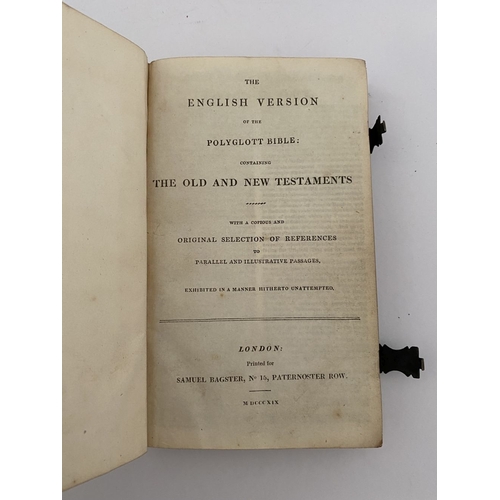 THE
ENGLISH VERSION
OF THE
POLYGLOTT BIBLE:
CONTAINING
THE OLD AND NEW TESTAMENTS
WITH A COPIOUS AND
ORIGINAL SELECTION OF REFERENCES
TO
PARALLEL AND ILLUSTRATIVE PASSAGES,
EXHIBITED IN A MANNER HITHERTO UNATTEMPTED.
LONDON:
Printed for
SAMUEL BAGSTER, No 15, PATERNOSTER ROW.
MDCCCXIX